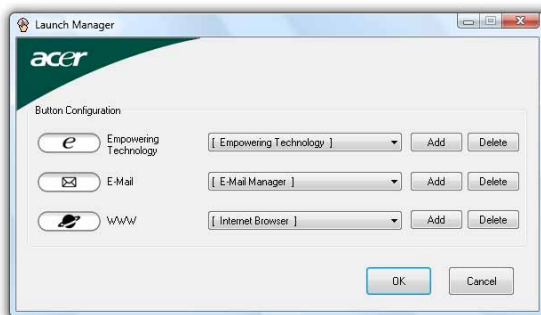 Launch Manager
acer
Button Configuration
e Empowering Technology [ Empowering Technology ] Add Delete
E-Mail [ E-Mail Manager ] Add Delete
WWW [ Internet Browser ] Add Delete
OK Cancel